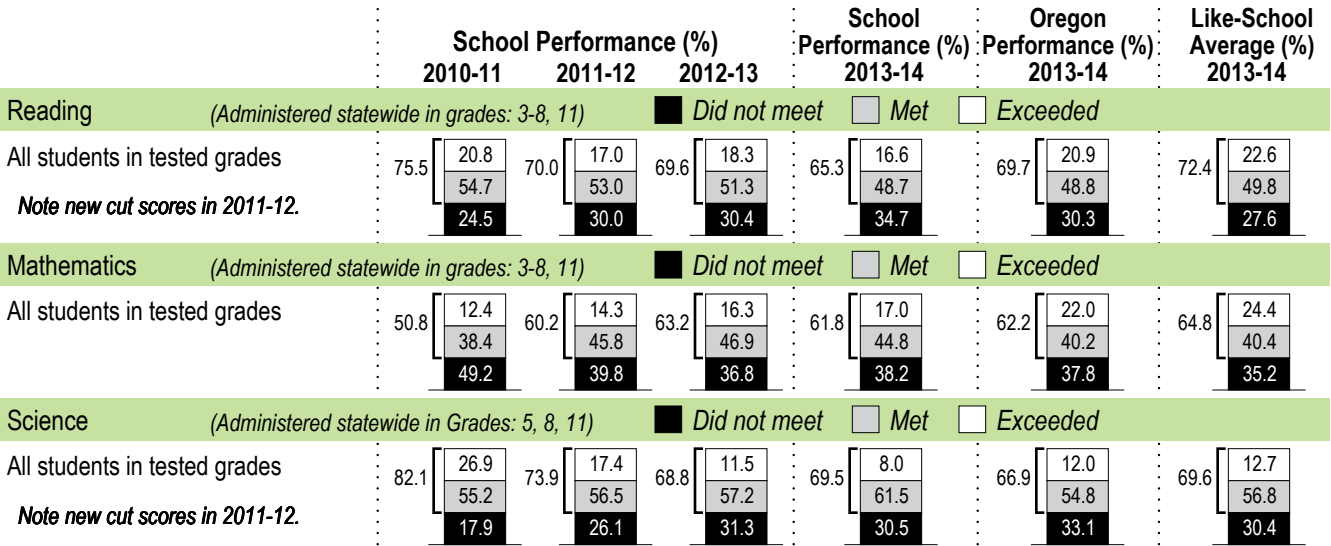 School Performance (%)
School Performance (%)
Oregon Performance (%)
Like-School Average (%)
2010-11 2011-12 2012-13 2013-14 2013-14 2013-14
Reading (Administered statewide in grades: 3-8, 11) Did not meet Met Exceeded
All students in tested grades
Note new cut scores in 2011-12.
75.5 20.8 70.0 17.0 69.6 18.3 65.3 16.6 69.7 20.9 72.4 22.6
54.7 53.0 51.3 48.7 48.8 49.8
24.5 30.0 30.4 34.7 30.3 27.6
Mathematics (Administered statewide in grades: 3-8, 11) Did not meet Met Exceeded
All students in tested grades
50.8 12.4 60.2 14.3 63.2 16.3 61.8 17.0 62.2 22.0 64.8 24.4
38.4 45.8 46.9 44.8 40.2 40.4
49.2 39.8 36.8 38.2 37.8 35.2
Science (Administered statewide in Grades: 5, 8, 11) Did not meet Met Exceeded
All students in tested grades
Note new cut scores in 2011-12.
82.1 26.9 73.9 17.4 68.8 11.5 69.5 8.0 66.9 12.0 69.6 12.7
55.2 56.5 57.2 61.5 54.8 56.8
17.9 26.1 31.3 30.5 33.1 30.4